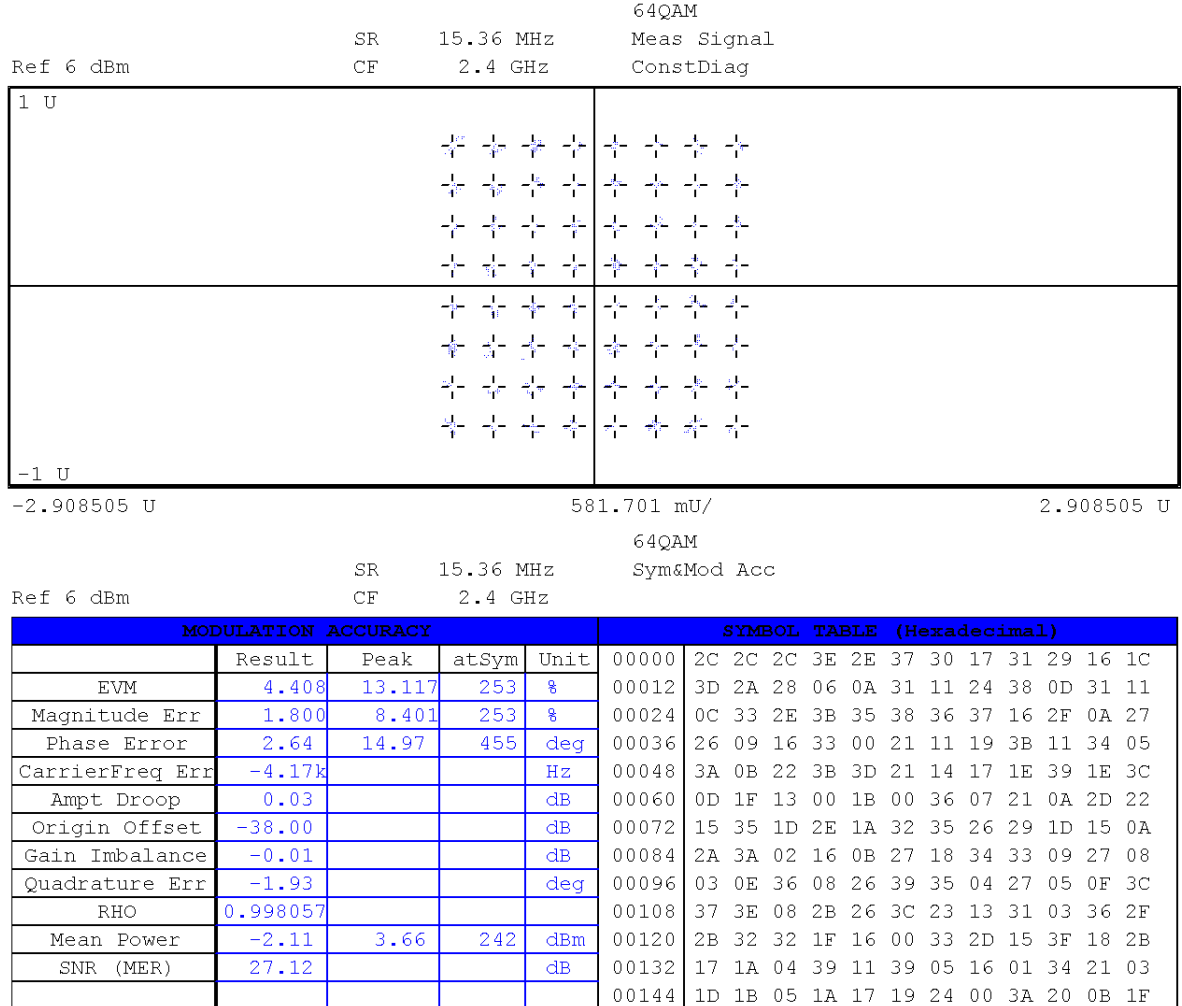 64QAM
SR 15.36 MHz Meas Signal
Ref 6 dBm CF 2.4 GHz ConstDiag
1 U
-1 U
-2.908505 U 581.701 mU/ 2.908505 U
64QAM
SR 15.36 MHz Sym&Mod Acc
Ref 6 dBm CF 2.4 GHz
MODULATION ACCURACY SYMBOL TABLE (Hexadecimal)
Result Peak atSym Unit 00000 2C 2C 2C 3E 2E 37 30 17 31 29 16 1C
EVM 4.408 13.117 253 % 00012 3D 2A 28 06 0A 31 11 24 38 0D 31 11
Magnitude Err 1.800 8.401 253 % 00024 0C 33 2E 3B 35 38 36 37 16 2F 0A 27
Phase Error 2.64 14.97 455 deg 00036 26 09 16 33 00 21 11 19 3B 11 34 05
CarrierFreq Err -4.17k Hz 00048 3A 0B 22 3B 3D 21 14 17 1E 39 1E 3C
Ampt Droop 0.03 dB 00060 0D 1F 13 00 1B 00 36 07 21 0A 2D 22
Origin Offset -38.00 dB 00072 15 35 1D 2E 1A 32 35 26 29 1D 15 0A
Gain Imbalance -0.01 dB 00084 2A 3A 02 16 0B 27 18 34 33 09 27 08
Quadrature Err -1.93 deg 00096 03 0E 36 08 26 39 35 04 27 05 0F 3C
RHO 0.998057 00108 37 3E 08 2B 26 3C 23 13 31 03 36 2F
Mean Power -2.11 3.66 242 dBm 00120 2B 32 32 1F 16 00 33 2D 15 3F 18 2B
SNR (MER) 27.12 dB 00132 17 1A 04 39 11 39 05 16 01 34 21 03
00144 1D 1B 05 1A 17 19 24 00 3A 20 0B 1F